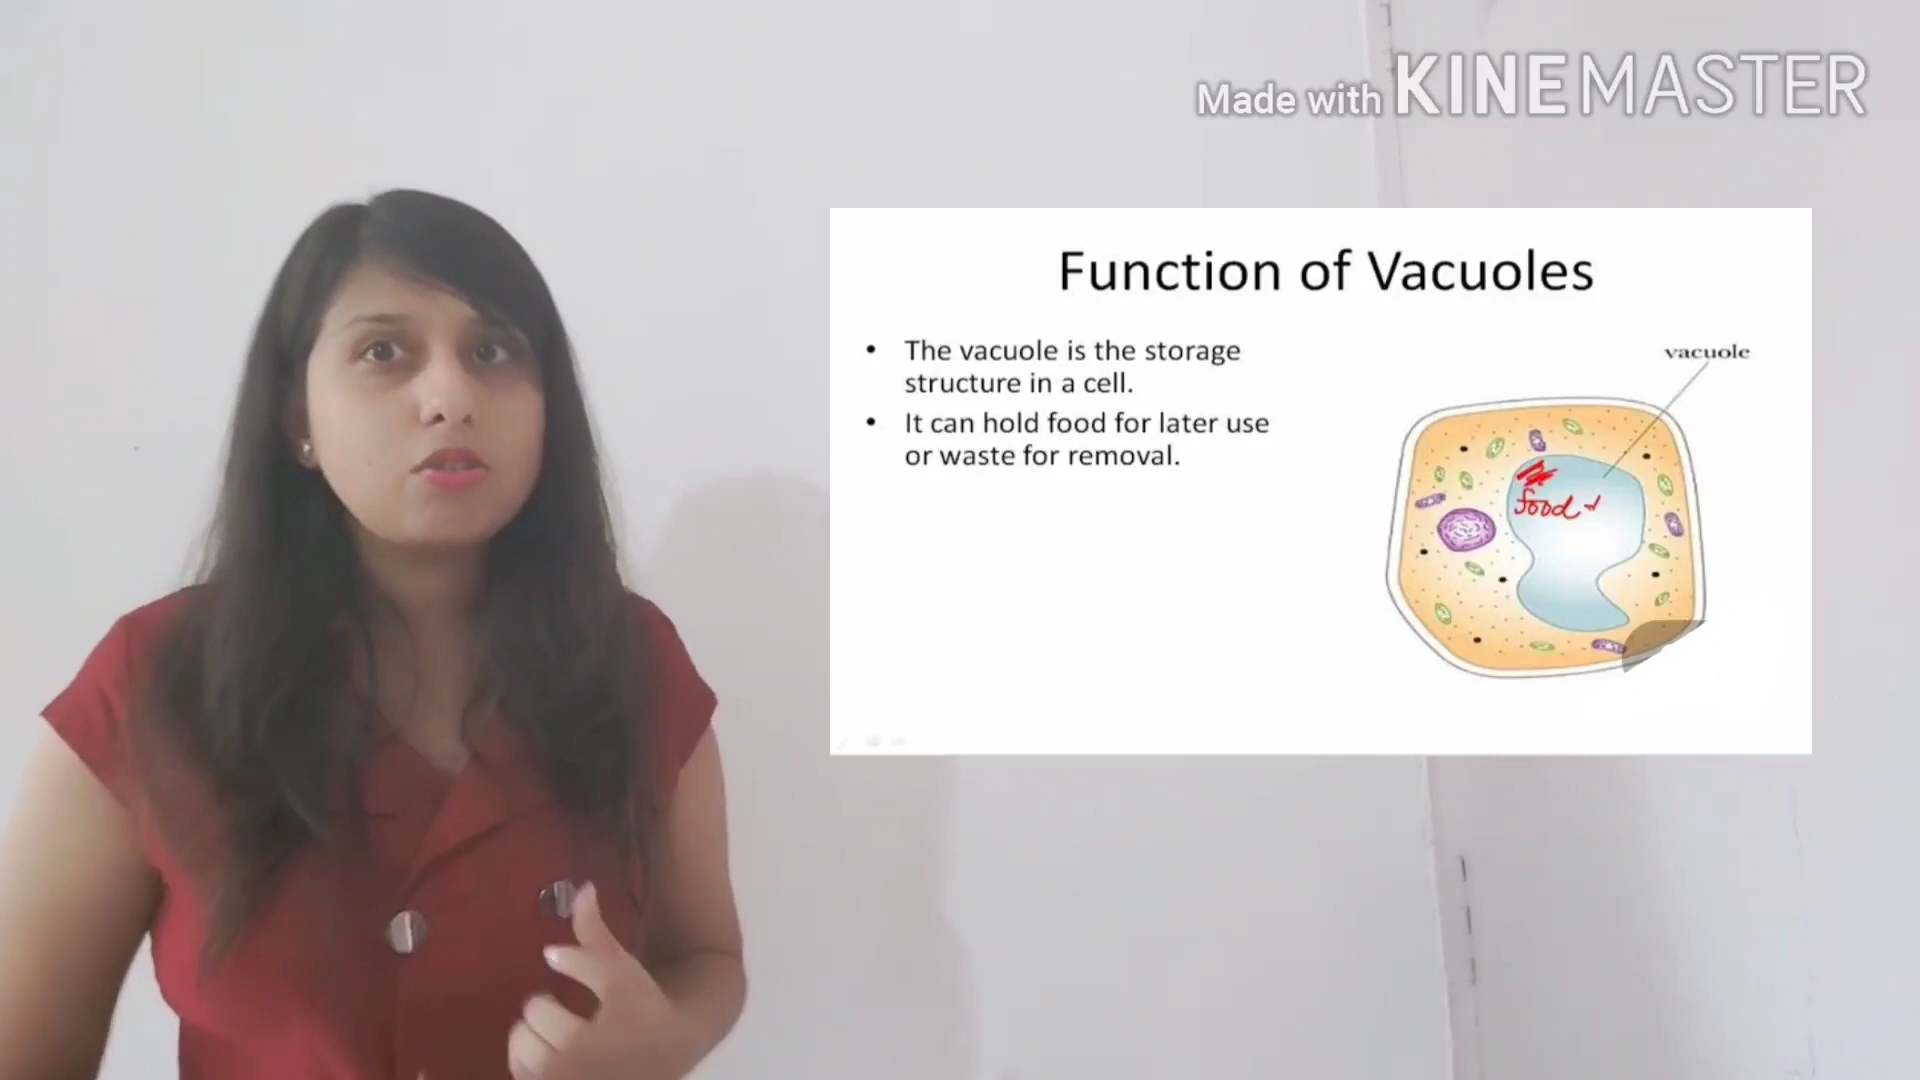 Made with KINEMASTER
Function of Vacuoles
• The vacuole is the storage
structure in a cell.
• It can hold food for later use
or waste for removal.
vacuole
food